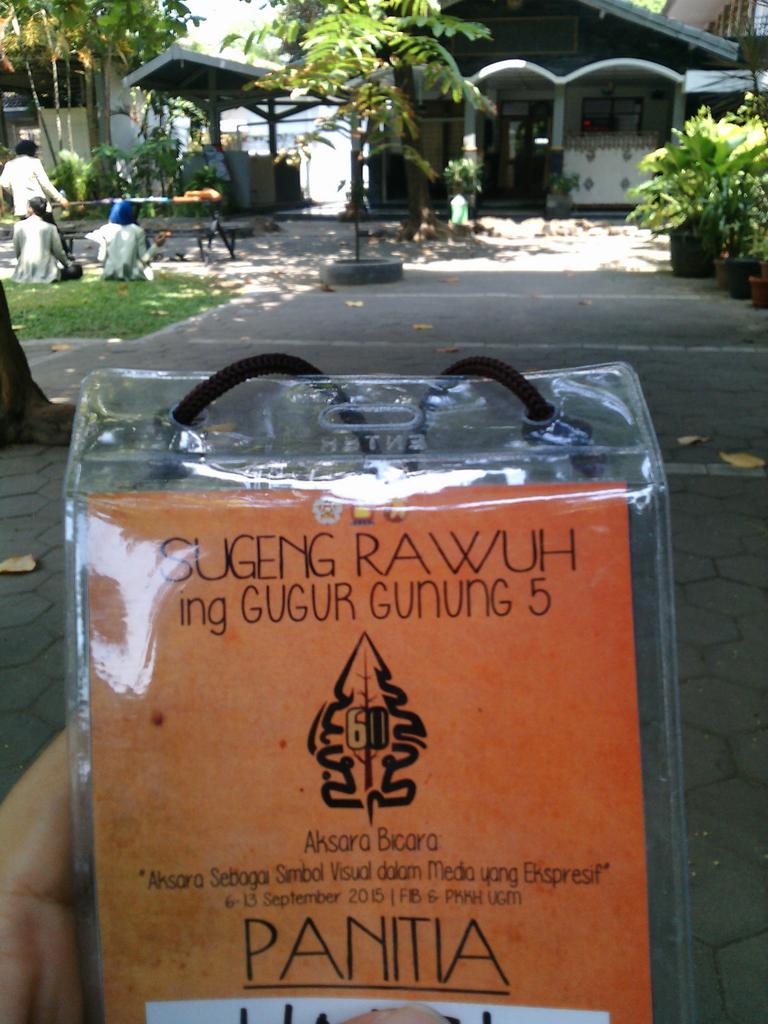 ENTER
SUGENG RAWUH
ing GUGUR GUNUNG 5
Aksara Bicara:
"Aksara Sebagai Simbol Visual dalam Media yang Ekspresif"
6-13 September 2015 | FIB & PKKH UGM
PANITIA